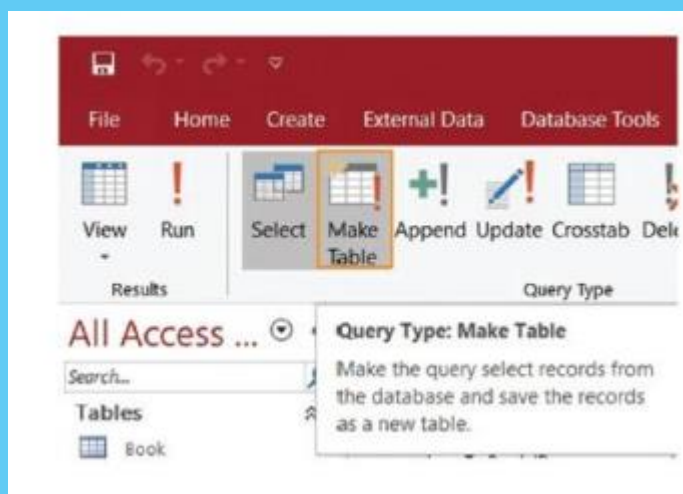 File Home Create External Data Database Tools
View Run Select Make Table Append Update Crosstab
Results Query Type
All Access ...
Query Type: Make Table
Search...
Make the query select records from
the database and save the records
as a new table.
Tables
Book